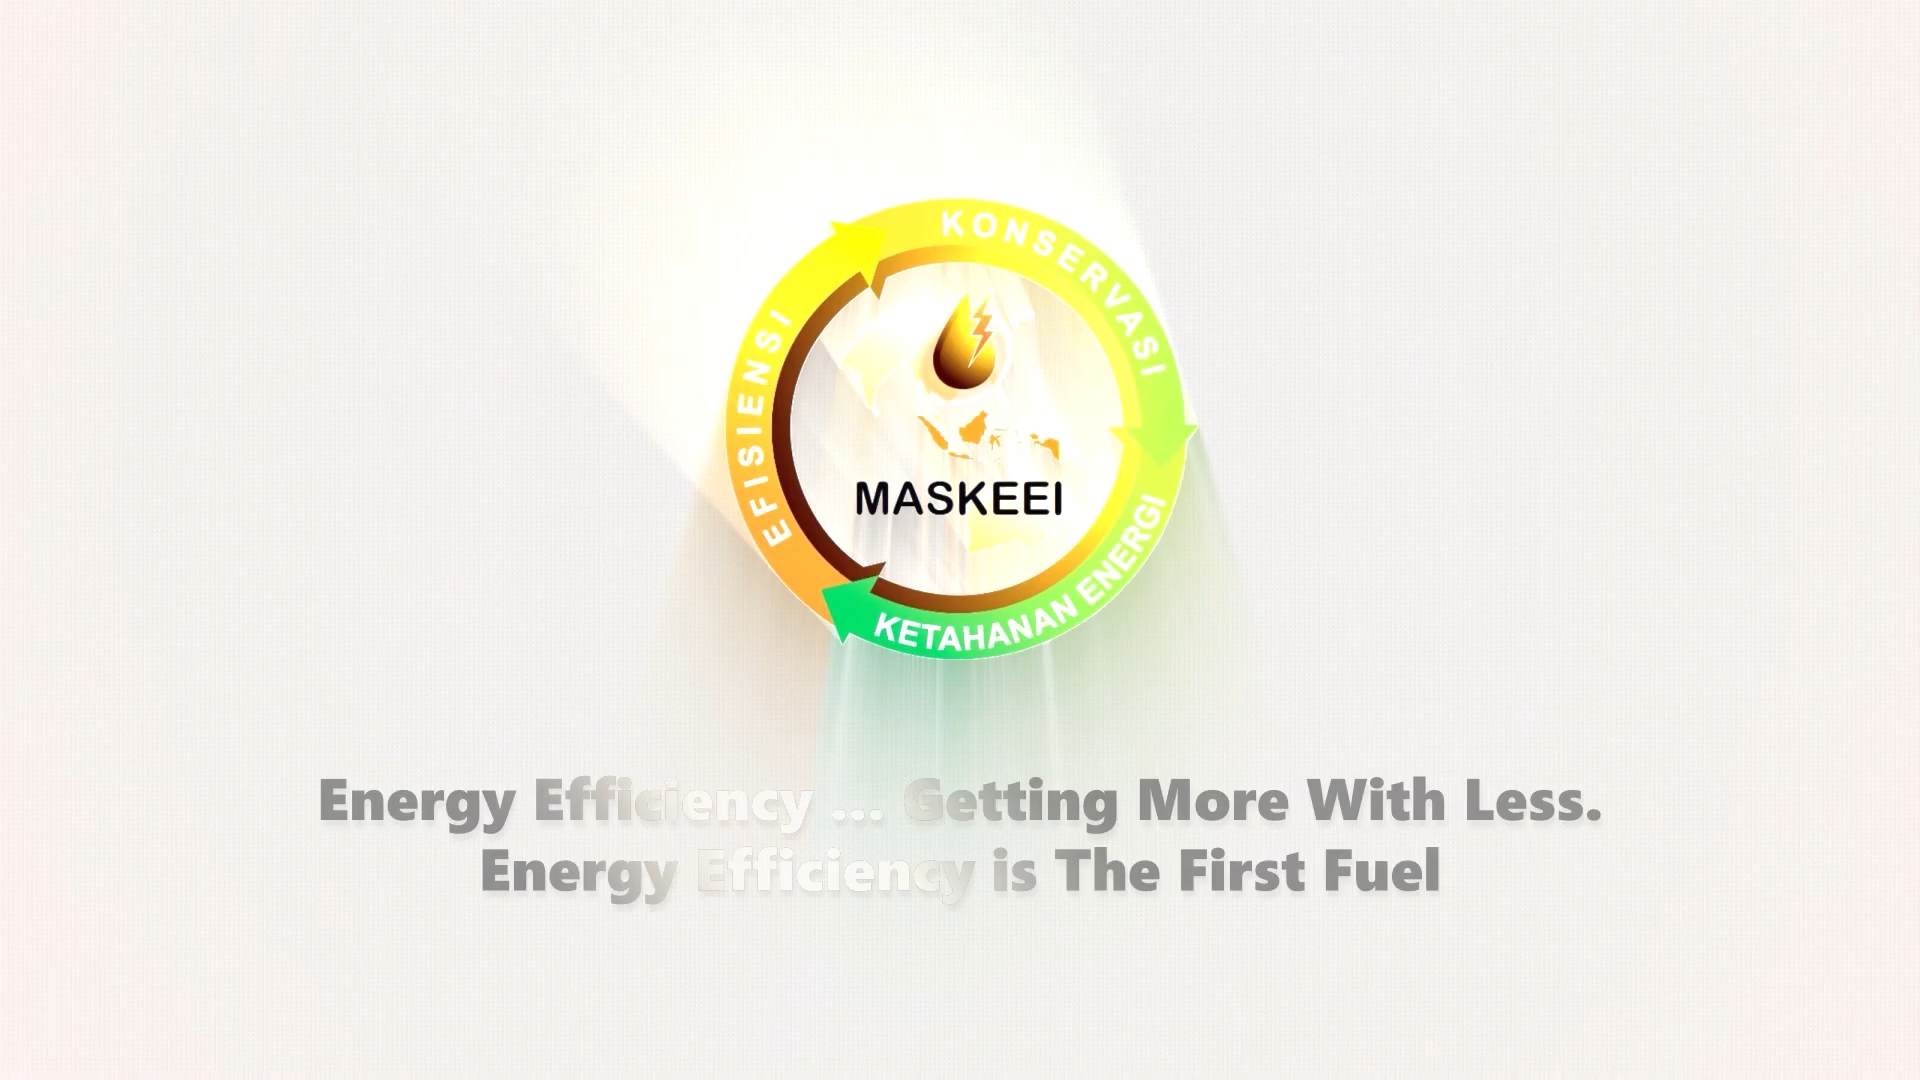 KONSERVASI
EFISIENSI
MASKEEI
KETAHANAN ENERGI
Energy Efficiency ... Getting More With Less.
Energy Efficiency is The First Fuel